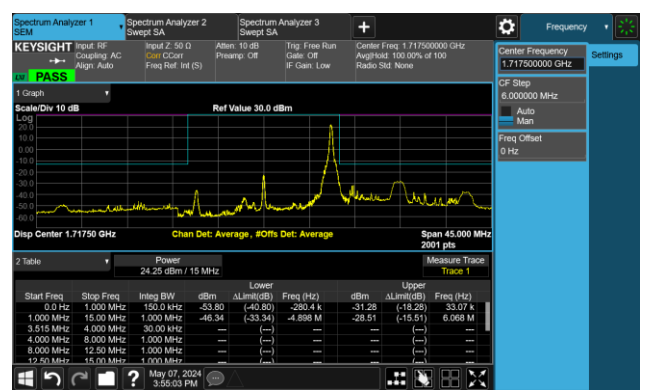 Spectrum Analyzer 1
SEM
Spectrum Analyzer 2
Swept SA
Spectrum Analyzer 3
Swept SA
+
Frequency
KEYSIGHT
Input: RF
Coupling: AC
Align: Auto
Input Z: 50 Ω
Corr CCorr
Freq Ref: Int (S)
Atten: 10 dB
Preamp: Off
Trig: Free Run
Gate: Off
IF Gain: Low
Center Freq: 1.717500000 GHz
Avg|Hold: 100.00% of 100
Radio Std: None
PASS
Center Frequency
1.717500000 GHz
Settings
CF Step
6.000000 MHz
Auto
Man
Freq Offset
0 Hz
1 Graph
Scale/Div 10 dB
Ref Value 30.0 dBm
Log
20.0
10.0
0.00
-10.0
-20.0
-30.0
-40.0
-50.0
-60.0
Disp Center 1.71750 GHz
Chan Det: Average , #Offs Det: Average
Span 45.000 MHz
2001 pts
2 Table
Power
24.25 dBm / 15 MHz
Measure Trace
Trace 1
Lower
Upper
Start Freq Stop Freq Integ BW dBm ΔLimit(dB) Freq (Hz) dBm ΔLimit(dB) Freq (Hz)
0.0 Hz 1.000 MHz 150.0 kHz -53.80 (-40.80) -280.4 k -31.28 (-18.28) 33.07 k
1.000 MHz 15.00 MHz 1.000 MHz -46.34 (-33.34) -4.898 M -28.51 (-15.51) 6.068 M
3.515 MHz 4.000 MHz 30.00 kHz --- (---) --- --- (---) ---
4.000 MHz 8.000 MHz 1.000 MHz --- (---) --- --- (---) ---
8.000 MHz 12.50 MHz 1.000 MHz --- (---) --- --- (---) ---
12.50 MHz 15.00 MHz 1.000 MHz --- (---) --- --- (---) ---
?
May 07, 2024
3:55:03 PM